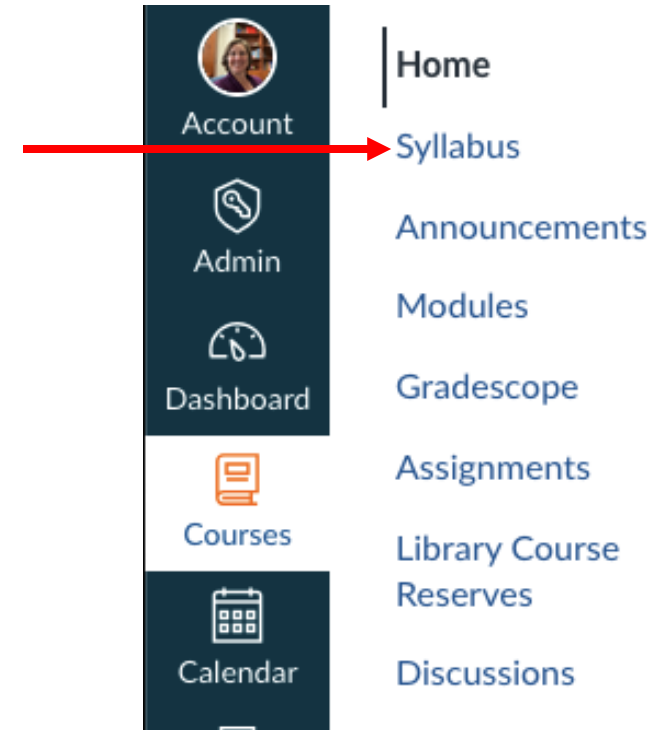 Account
Admin
Dashboard
Courses
Calendar
Home
Syllabus
Announcements
Modules
Gradescope
Assignments
Library Course
Reserves
Discussions